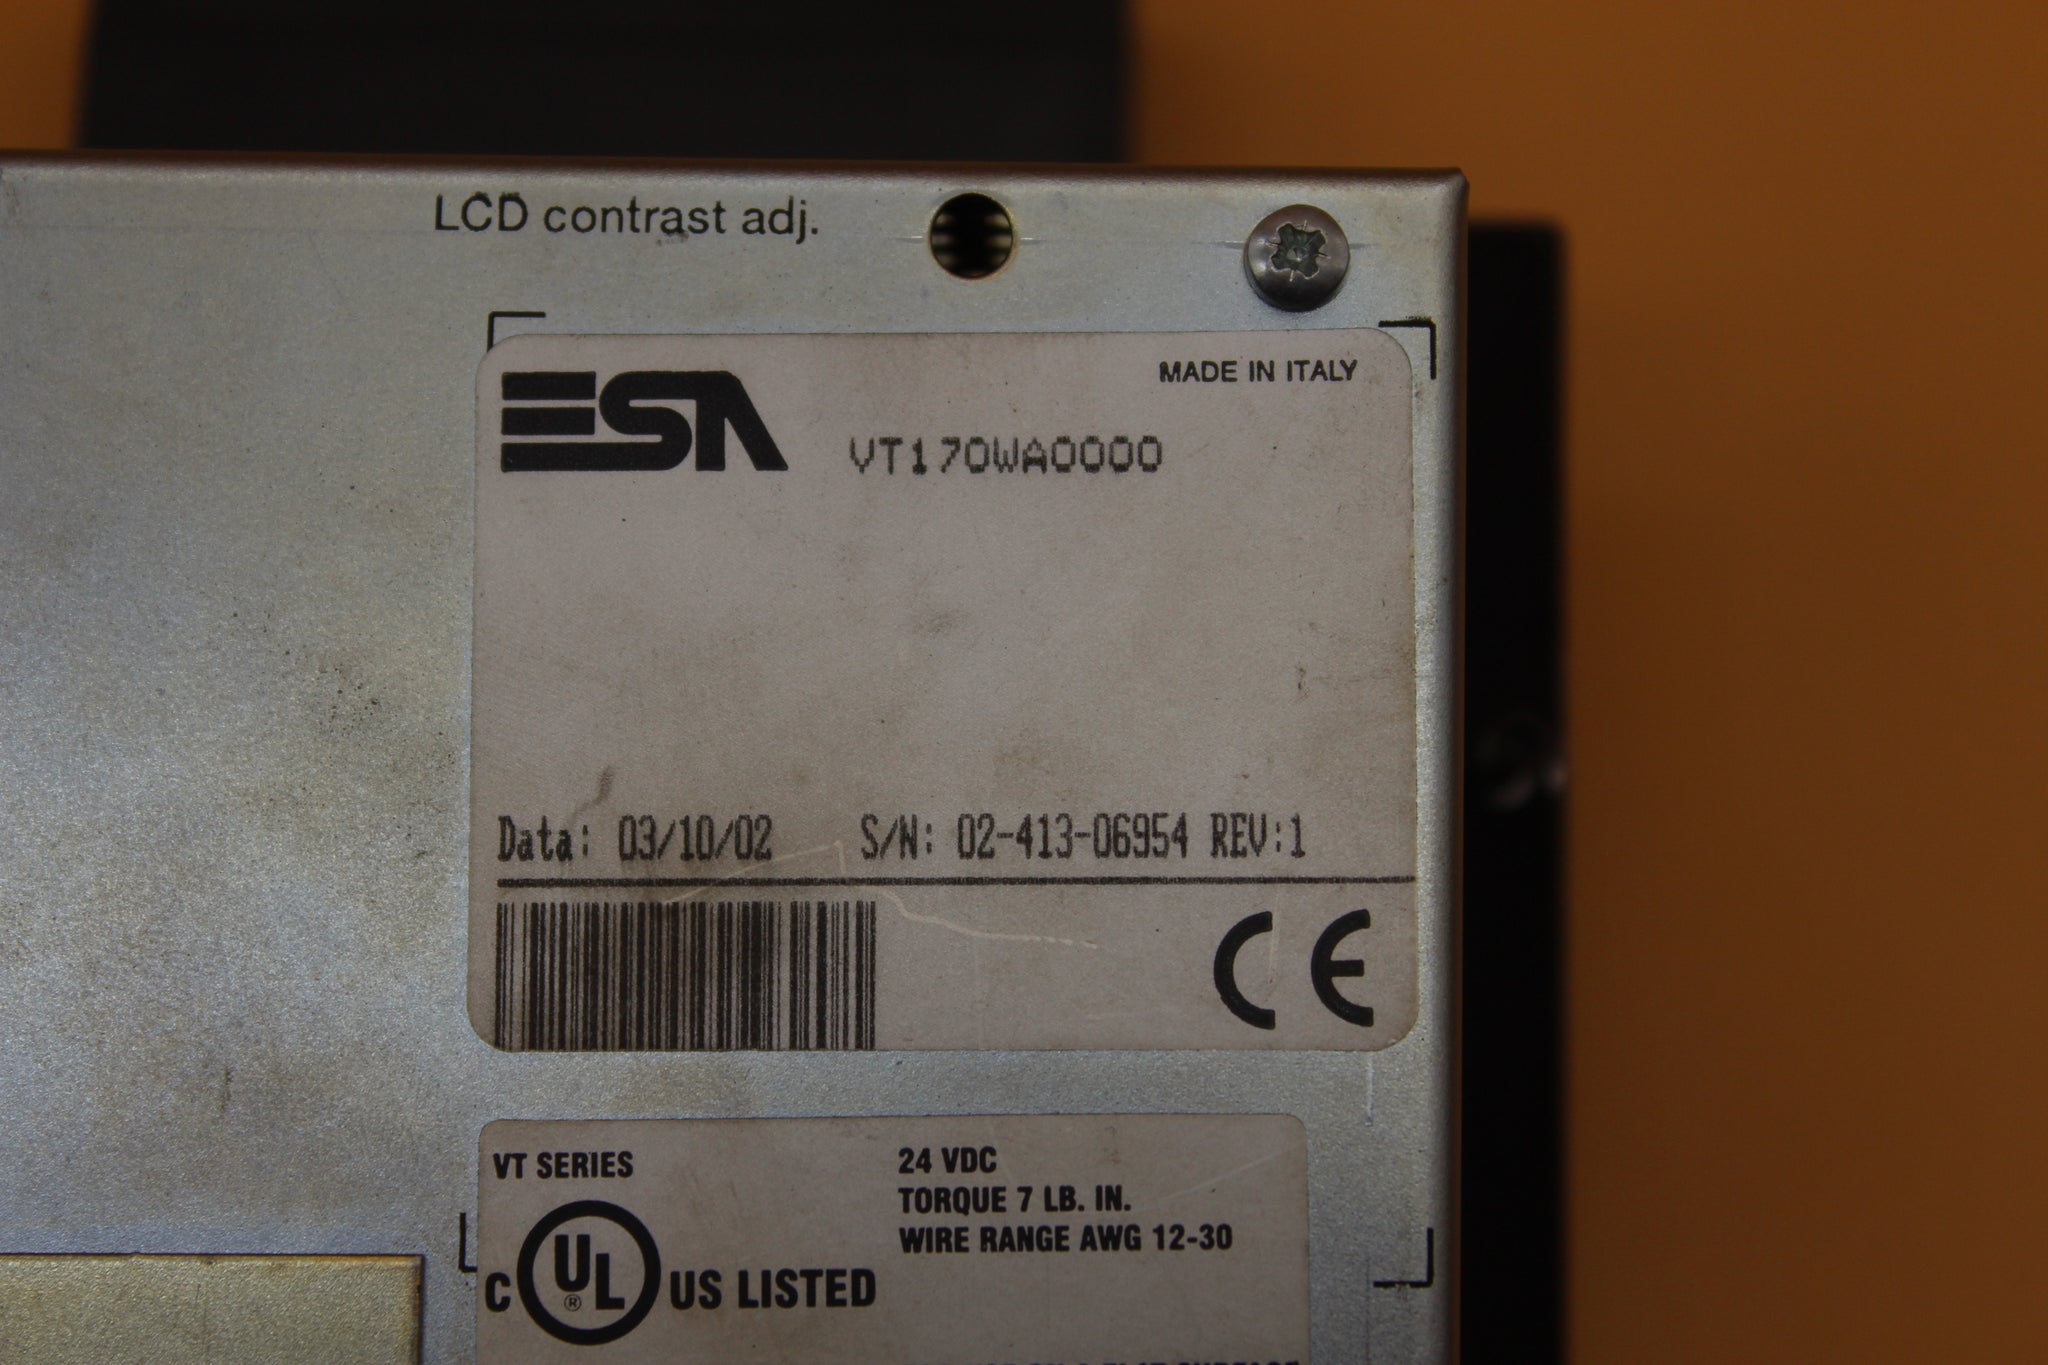 LCD contrast adj.
ESA
MADE IN ITALY
VT170WA0000
Data: 03/10/02 S/N: 02-413-06954 REV:1
CE
VT SERIES
24 VDC
TORQUE 7 LB. IN.
WIRE RANGE AWG 12-30
C UL® US LISTED